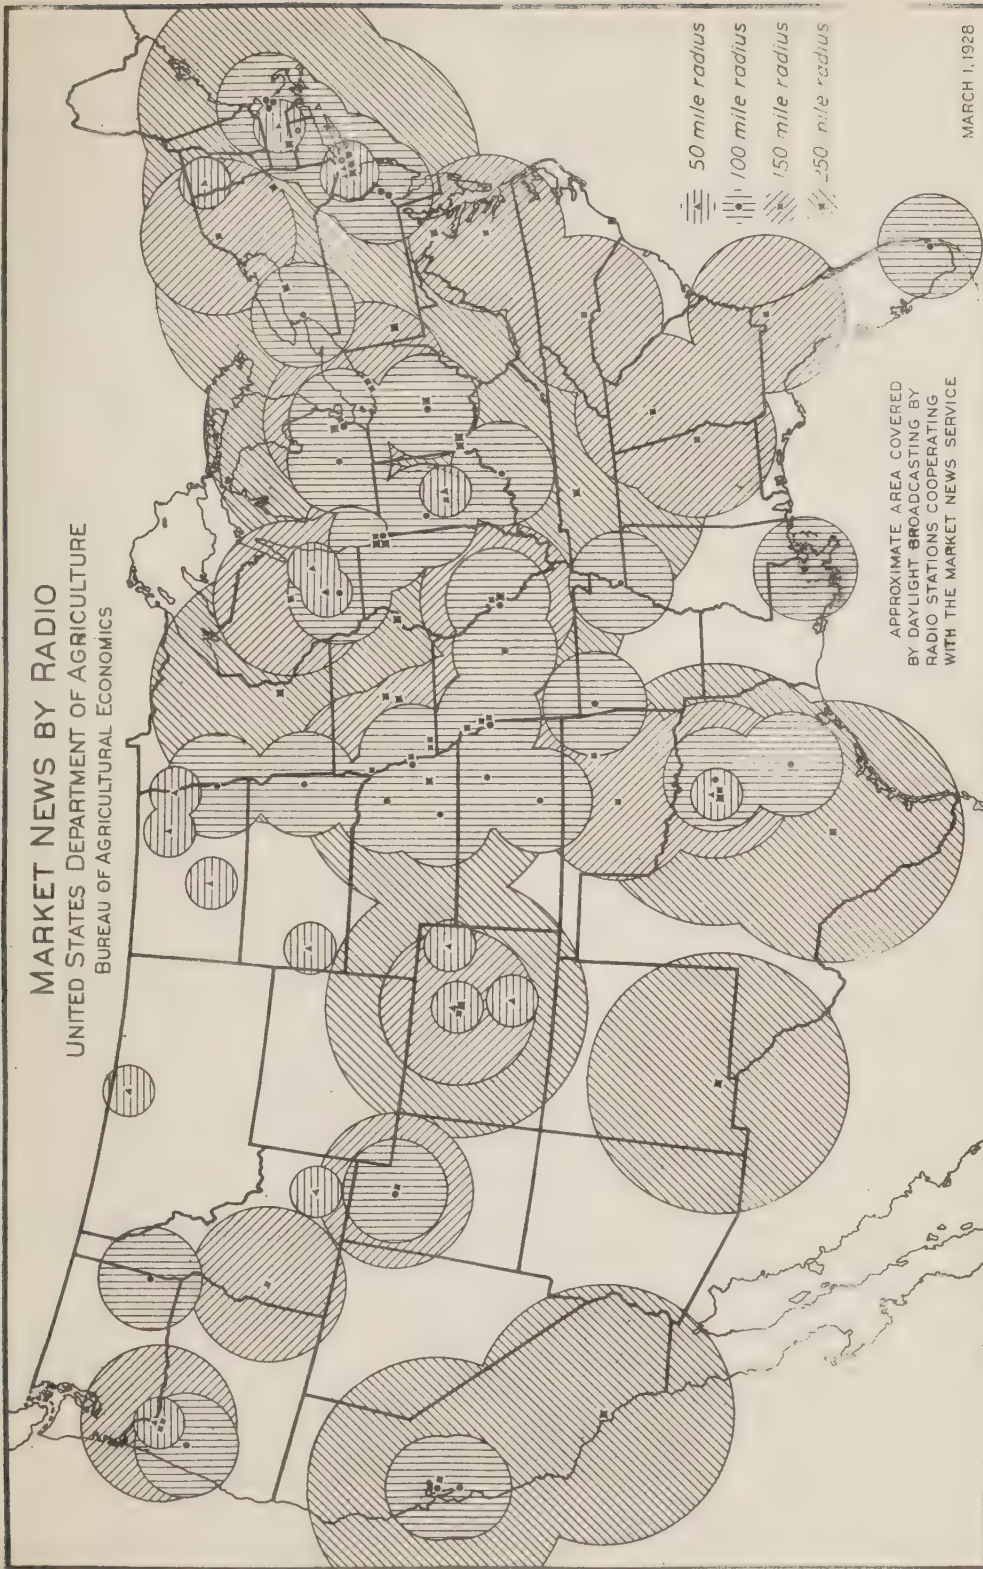 MARKET NEWS BY RADIO
UNITED STATES DEPARTMENT OF AGRICULTURE
BUREAU OF AGRICULTURAL ECONOMICS
50 mile radius
100 mile radius
150 mile radius
250 mile radius
APPROXIMATE AREA COVERED
BY DAYLIGHT BROADCASTING BY
RADIO STATIONS COOPERATING
WITH THE MARKET NEWS SERVICE
MARCH 1, 1928